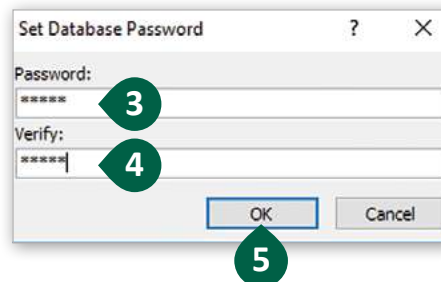 Set Database Password ? X
Password:
***** 3
Verify:
***** 4
OK Cancel
5